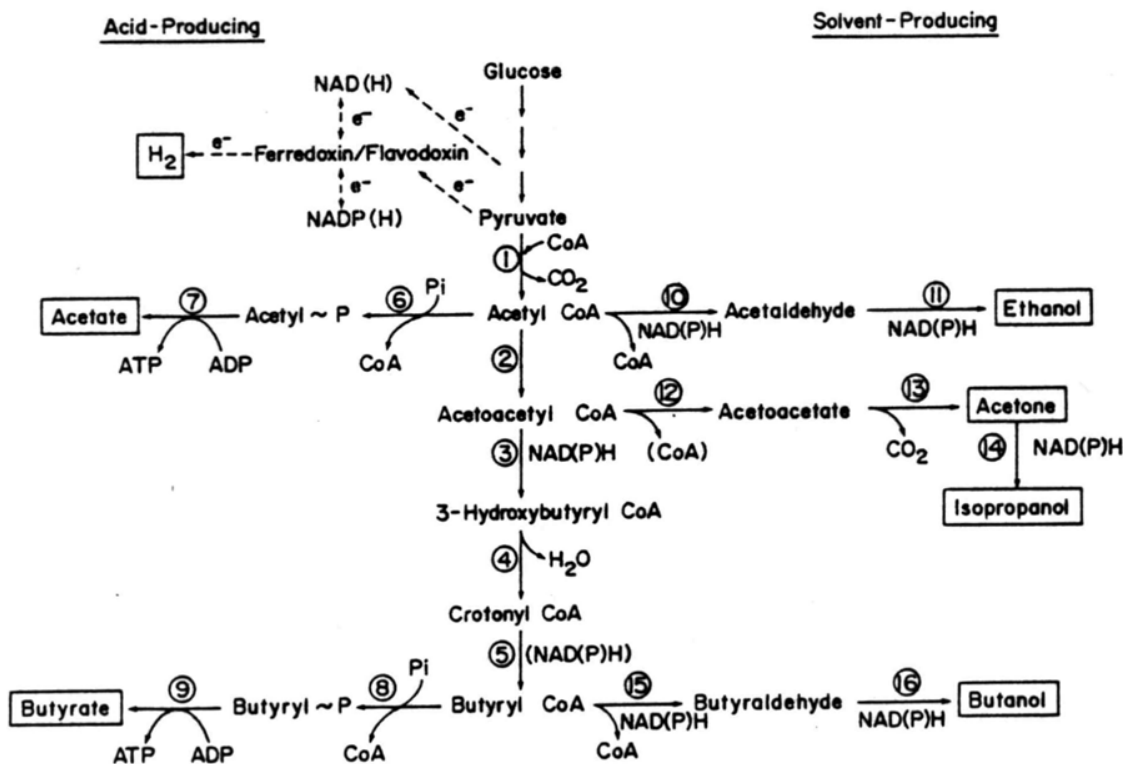 Acid-Producing
Solvent-Producing
Glucose
NAD(H)
e⁻
e⁻
H₂
e⁻
Ferredoxin/Flavodoxin
e⁻
e⁻
NADP(H)
Pyruvate
① CoA
CO₂
Acetate
⑦
Acetyl ~ P
⑥
Pi
Acetyl CoA
⑩
Acetaldehyde
⑪
Ethanol
NAD(P)H
NAD(P)H
ATP
ADP
CoA
②
CoA
Acetoacetyl CoA
⑫
Acetoacetate
⑬
Acetone
③ NAD(P)H
(CoA)
CO₂
⑭
NAD(P)H
3-Hydroxybutyryl CoA
Isopropanol
④ H₂O
Crotonyl CoA
⑤ (NAD(P)H)
Butyrate
⑨
Butyryl ~ P
⑧
Pi
Butyryl CoA
⑮
Butyraldehyde
⑯
Butanol
NAD(P)H
NAD(P)H
ATP
ADP
CoA
CoA